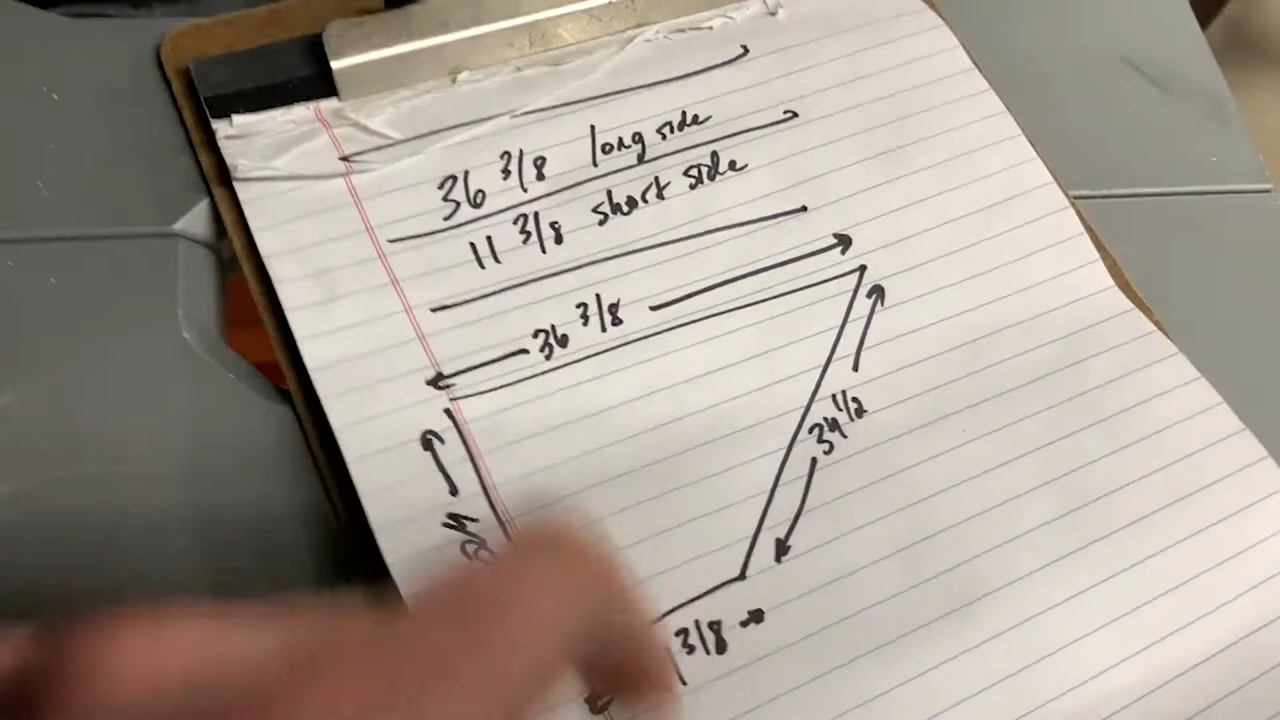 36 3/8 long side
11 3/8 short side
36 3/8
34 1/2
3/8